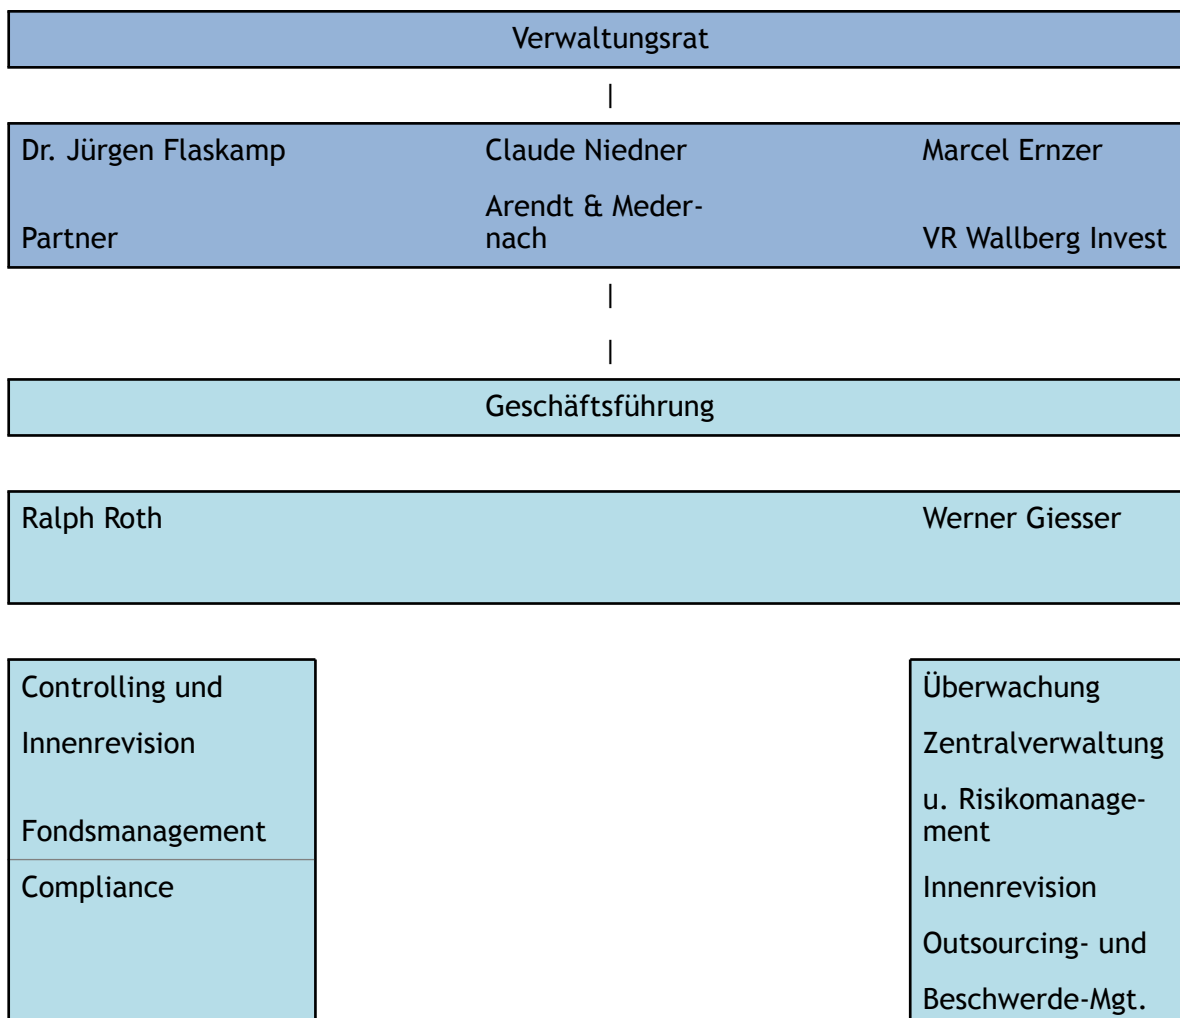 Verwaltungsrat
|
Dr. Jürgen Flaskamp Claude Niedner Marcel Ernzer
Partner Arendt & Meder-
nach VR Wallberg Invest
|
|
Geschäftsführung
Ralph Roth Werner Giesser
Controlling und
Innenrevision
Fondsmanagement
Compliance
Überwachung
Zentralverwaltung
u. Risikomanage-
ment
Innenrevision
Outsourcing- und
Beschwerde-Mgt.